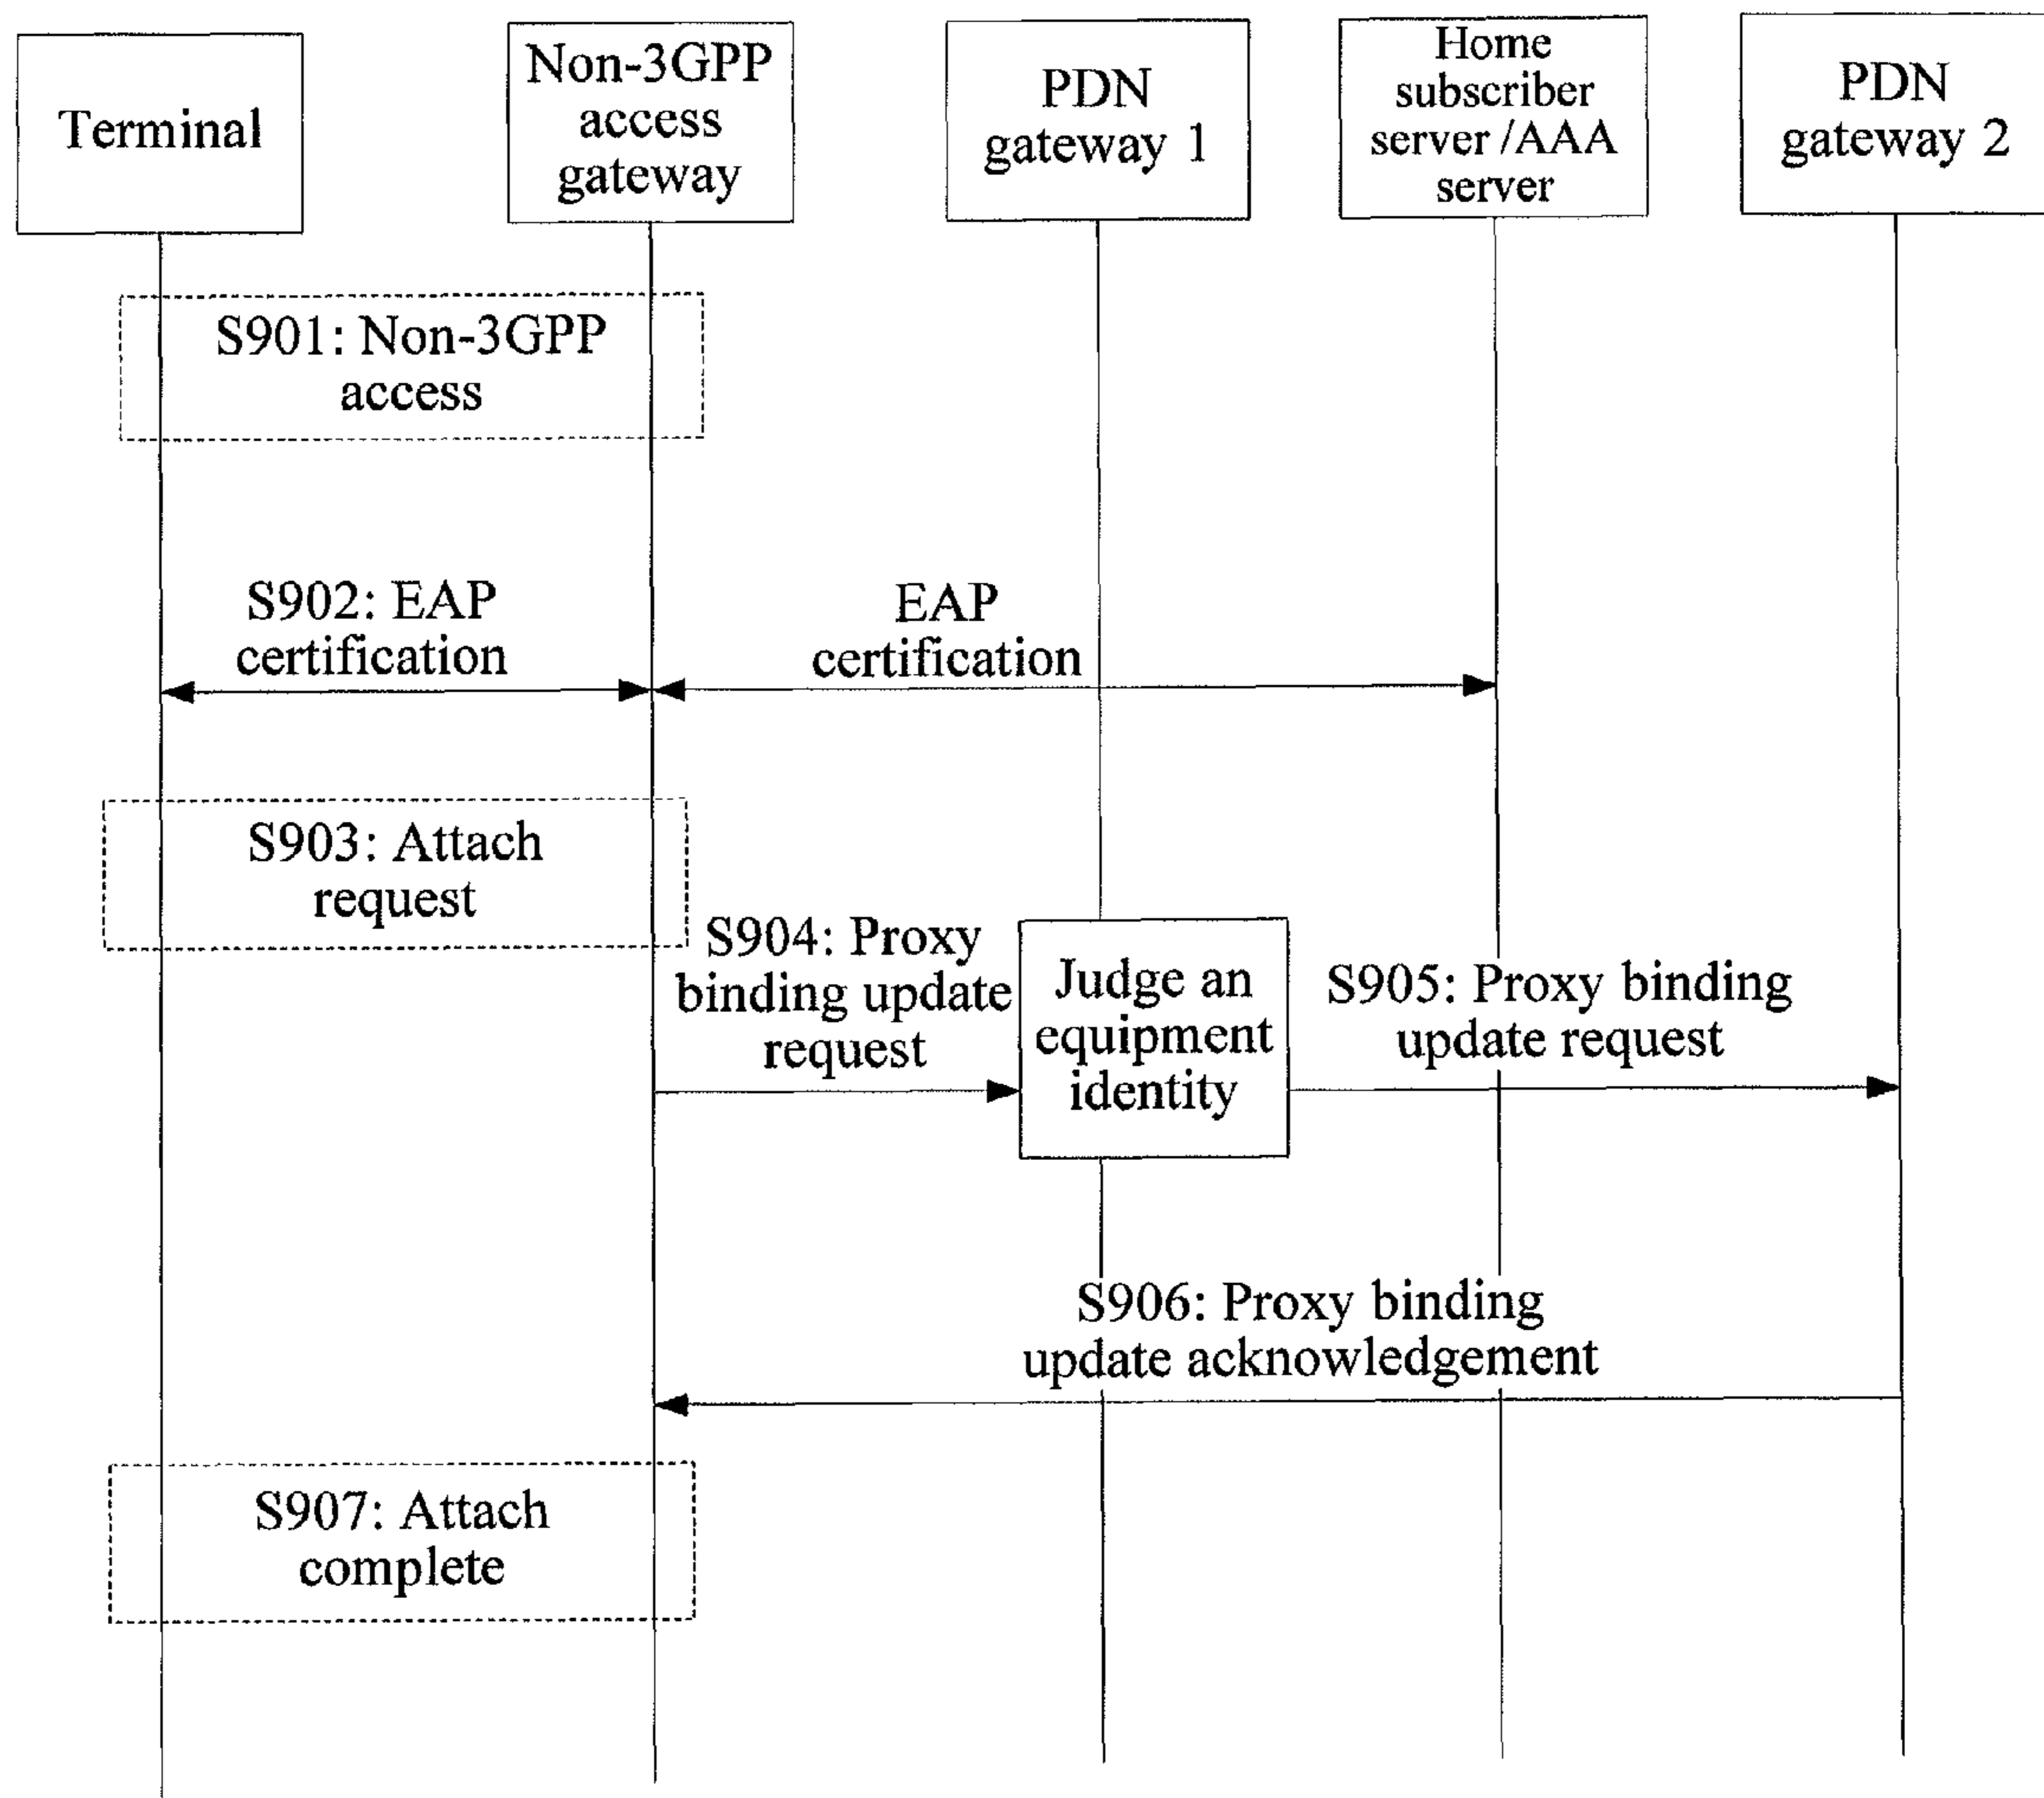 Terminal
Non-3GPP
access
gateway
PDN
gateway 1
Home
subscriber
server /AAA
server
PDN
gateway 2
S901: Non-3GPP
access
S902: EAP
certification
EAP
certification
S903: Attach
request
S904: Proxy
binding update
request
Judge an
equipment
identity
S905: Proxy binding
update request
S906: Proxy binding
update acknowledgement
S907: Attach
complete